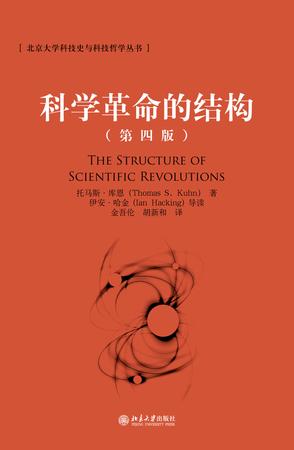 [ 北京大学科技史与科技哲学丛书 ]
科学革命的结构
（第四版）
THE STRUCTURE OF
SCIENTIFIC REVOLUTIONS
托马斯·库恩 (Thomas S. Kuhn) 著
伊安·哈金 (Ian Hacking) 导读
金吾伦 胡新和 译
北京大学出版社
PEKING UNIVERSITY PRESS